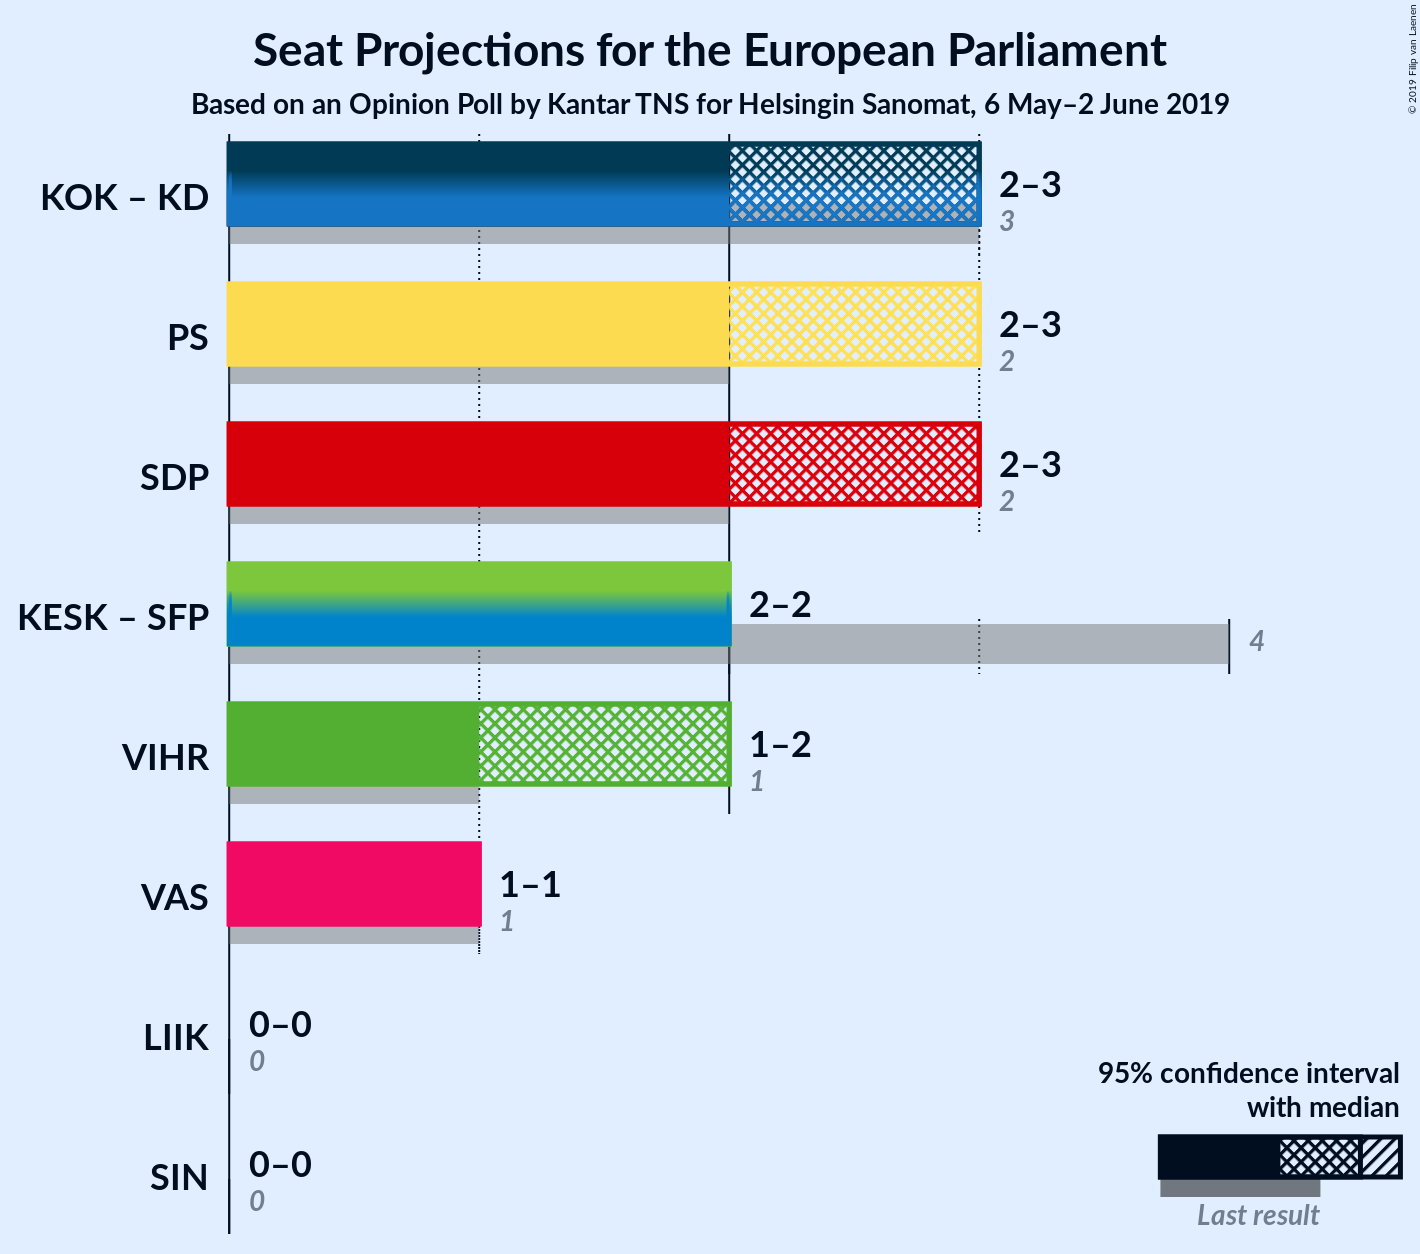 Seat Projections for the European Parliament
Based on an Opinion Poll by Kantar TNS for Helsingin Sanomat, 6 May–2 June 2019
© 2019 Filip van Laenen
KOK – KD
2–3
3
PS
2–3
2
SDP
2–3
2
KESK – SFP
2–2
4
VIHR
1–2
1
VAS
1–1
1
LIIK
0–0
0
SIN
0–0
0
95% confidence interval
with median
Last result